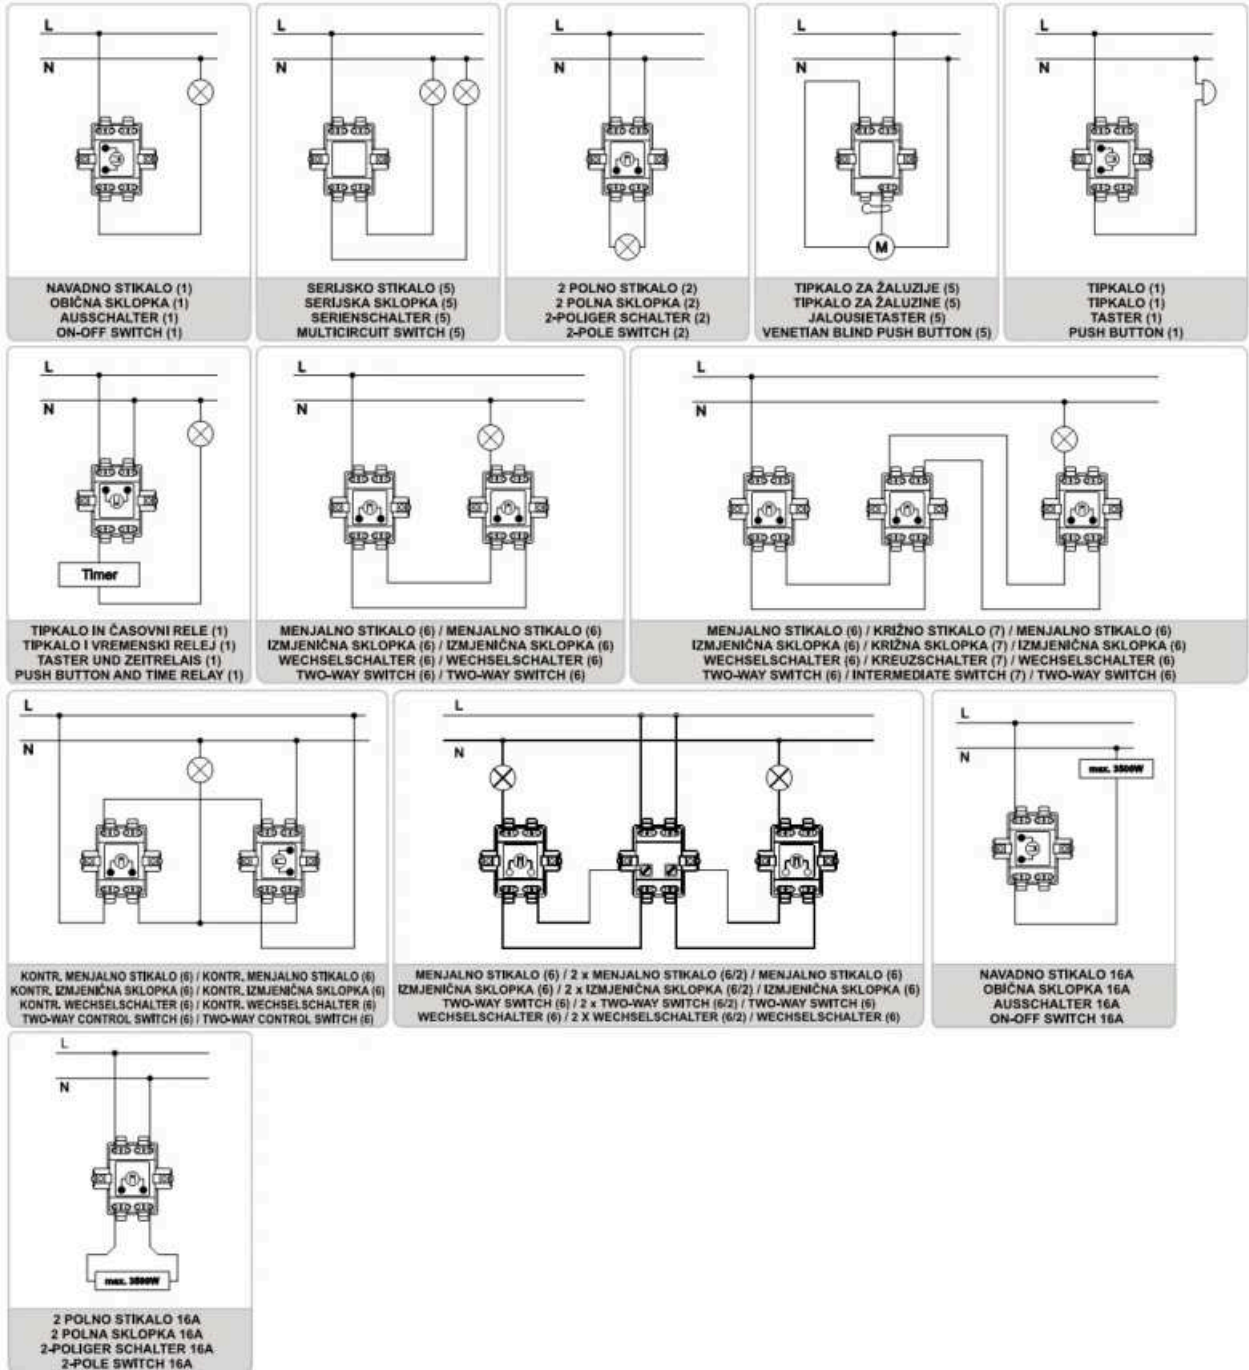 L
N
NAVADNO STIKALO (1)
OBIČNA SKLOPKA (1)
AUSSCHALTER (1)
ON-OFF SWITCH (1)
L
N
SERIJSKO STIKALO (5)
SERIJSKA SKLOPKA (5)
SERIENSCHALTER (5)
MULTICIRCUIT SWITCH (5)
L
N
2 POLNO STIKALO (2)
2 POLNA SKLOPKA (2)
2-POLIGER SCHALTER (2)
2-POLE SWITCH (2)
L
N
M
TIPKALO ZA ŽALUZIJE (5)
TIPKALO ZA ŽALUZINE (5)
JALOUSIETASTER (5)
VENETIAN BLIND PUSH BUTTON (5)
L
N
TIPKALO (1)
TIPKALO (1)
TASTER (1)
PUSH BUTTON (1)
L
N
Timer
TIPKALO IN ČASOVNI RELE (1)
TIPKALO I VREMENSKI RELEJ (1)
TASTER UND ZEITRELAIS (1)
PUSH BUTTON AND TIME RELAY (1)
L
N
MENJALNO STIKALO (6) / MENJALNO STIKALO (6)
IZMJENIČNA SKLOPKA (6) / IZMJENIČNA SKLOPKA (6)
WECHSELSCHALTER (6) / WECHSELSCHALTER (6)
TWO-WAY SWITCH (6) / TWO-WAY SWITCH (6)
L
N
MENJALNO STIKALO (6) / KRIŽNO STIKALO (7) / MENJALNO STIKALO (6)
IZMJENIČNA SKLOPKA (6) / KRIŽNA SKLOPKA (7) / IZMJENIČNA SKLOPKA (6)
WECHSELSCHALTER (6) / KREUZSCHALTER (7) / WECHSELSCHALTER (6)
TWO-WAY SWITCH (6) / INTERMEDIATE SWITCH (7) / TWO-WAY SWITCH (6)
L
N
KONTR. MENJALNO STIKALO (6) / KONTR. MENJALNO STIKALO (6)
KONTR. IZMJENIČNA SKLOPKA (6) / KONTR. IZMJENIČNA SKLOPKA (6)
KONTR. WECHSELSCHALTER (6) / KONTR. WECHSELSCHALTER (6)
TWO-WAY CONTROL SWITCH (6) / TWO-WAY CONTROL SWITCH (6)
L
N
MENJALNO STIKALO (6) / 2 x MENJALNO STIKALO (6/2) / MENJALNO STIKALO (6)
IZMJENIČNA SKLOPKA (6) / 2 x IZMJENIČNA SKLOPKA (6/2) / IZMJENIČNA SKLOPKA (6)
TWO-WAY SWITCH (6) / 2 x TWO-WAY SWITCH (6/2) / TWO-WAY SWITCH (6)
WECHSELSCHALTER (6) / 2 X WECHSELSCHALTER (6/2) / WECHSELSCHALTER (6)
L
N
max. 3500W
NAVADNO STIKALO 16A
OBIČNA SKLOPKA 16A
AUSSCHALTER 16A
ON-OFF SWITCH 16A
L
N
max. 3500W
2 POLNO STIKALO 16A
2 POLNA SKLOPKA 16A
2-POLIGER SCHALTER 16A
2-POLE SWITCH 16A